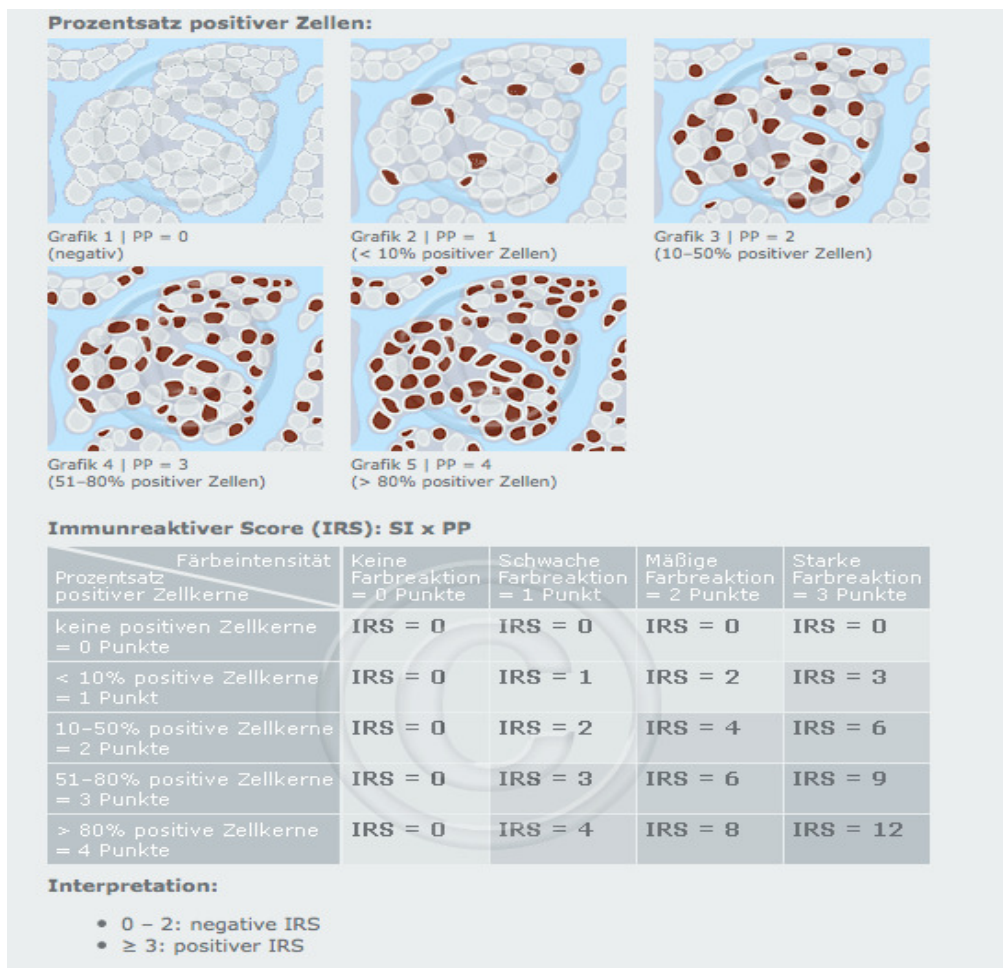 Prozentsatz positiver Zellen:
Grafik 1 | PP = 0
(negativ)
Grafik 2 | PP = 1
(< 10% positiver Zellen)
Grafik 3 | PP = 2
(10–50% positiver Zellen)
Grafik 4 | PP = 3
(51–80% positiver Zellen)
Grafik 5 | PP = 4
(> 80% positiver Zellen)
Immunreaktiver Score (IRS): SI x PP
Färbeintensität
Prozentsatz
positiver Zellkerne
Keine
Farbreaktion
= 0 Punkte
Schwache
Farbreaktion
= 1 Punkt
Mäßige
Farbreaktion
= 2 Punkte
Starke
Farbreaktion
= 3 Punkte
keine positiven Zellkerne
= 0 Punkte
IRS = 0
IRS = 0
IRS = 0
IRS = 0
< 10% positive Zellkerne
= 1 Punkt
IRS = 0
IRS = 1
IRS = 2
IRS = 3
10–50% positive Zellkerne
= 2 Punkte
IRS = 0
IRS = 2
IRS = 4
IRS = 6
51–80% positive Zellkerne
= 3 Punkte
IRS = 0
IRS = 3
IRS = 6
IRS = 9
> 80% positive Zellkerne
= 4 Punkte
IRS = 0
IRS = 4
IRS = 8
IRS = 12
Interpretation:
• 0 – 2: negative IRS
• ≥ 3: positiver IRS